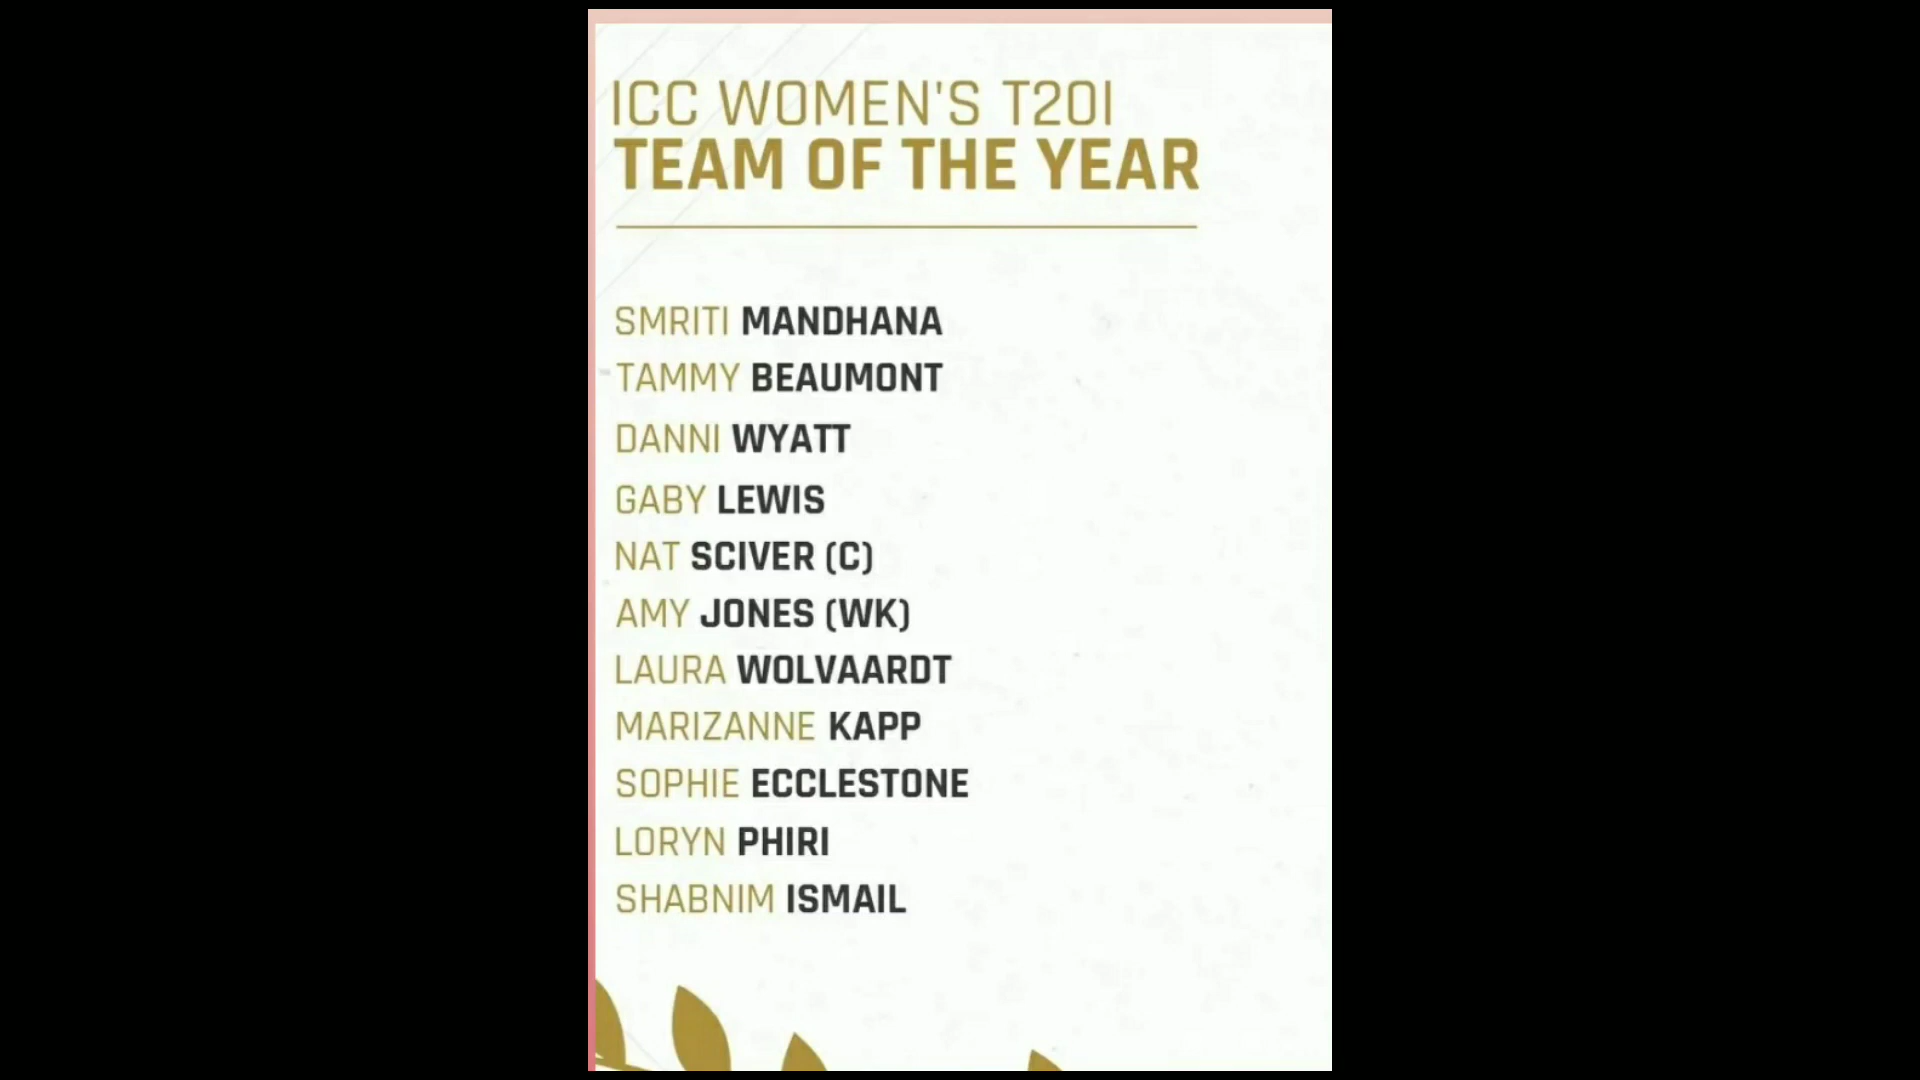 ICC WOMEN'S T20I
TEAM OF THE YEAR
SMRITI MANDHANA
TAMMY BEAUMONT
DANNI WYATT
GABY LEWIS
NAT SCIVER (C)
AMY JONES (WK)
LAURA WOLVAARDT
MARIZANNE KAPP
SOPHIE ECCLESTONE
LORYN PHIRI
SHABNIM ISMAIL